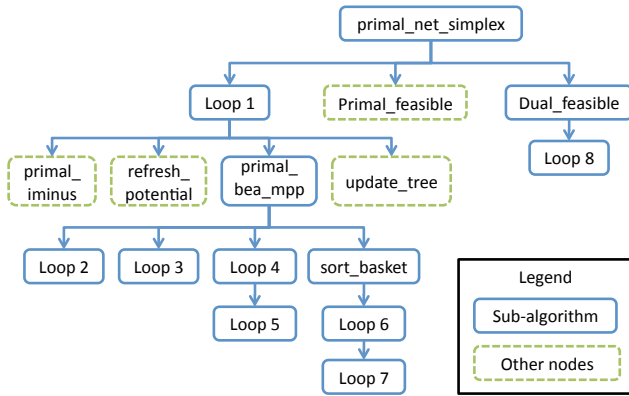 primal_net_simplex
Loop 1
Primal_feasible
Dual_feasible
Loop 8
primal_
iminus
refresh_
potential
primal_
bea_mpp
update_tree
Loop 2
Loop 3
Loop 4
sort_basket
Loop 5
Loop 6
Loop 7
Legend
Sub-algorithm
Other nodes